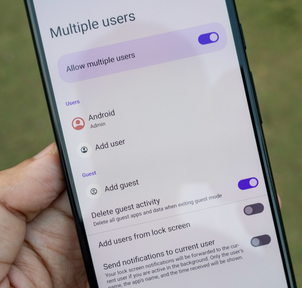 Multiple users
Allow multiple users
Users
Android
Admin
Add user
Guest
Add guest
Delete guest activity
Delete all guest apps and data when exiting guest mode
Add users from lock screen
Send notifications to current user
Your lock screen notifications will be forwarded to the cur-
rent user if you are active in the background. Only the user's
name, the app's name, and the time received will be shown.